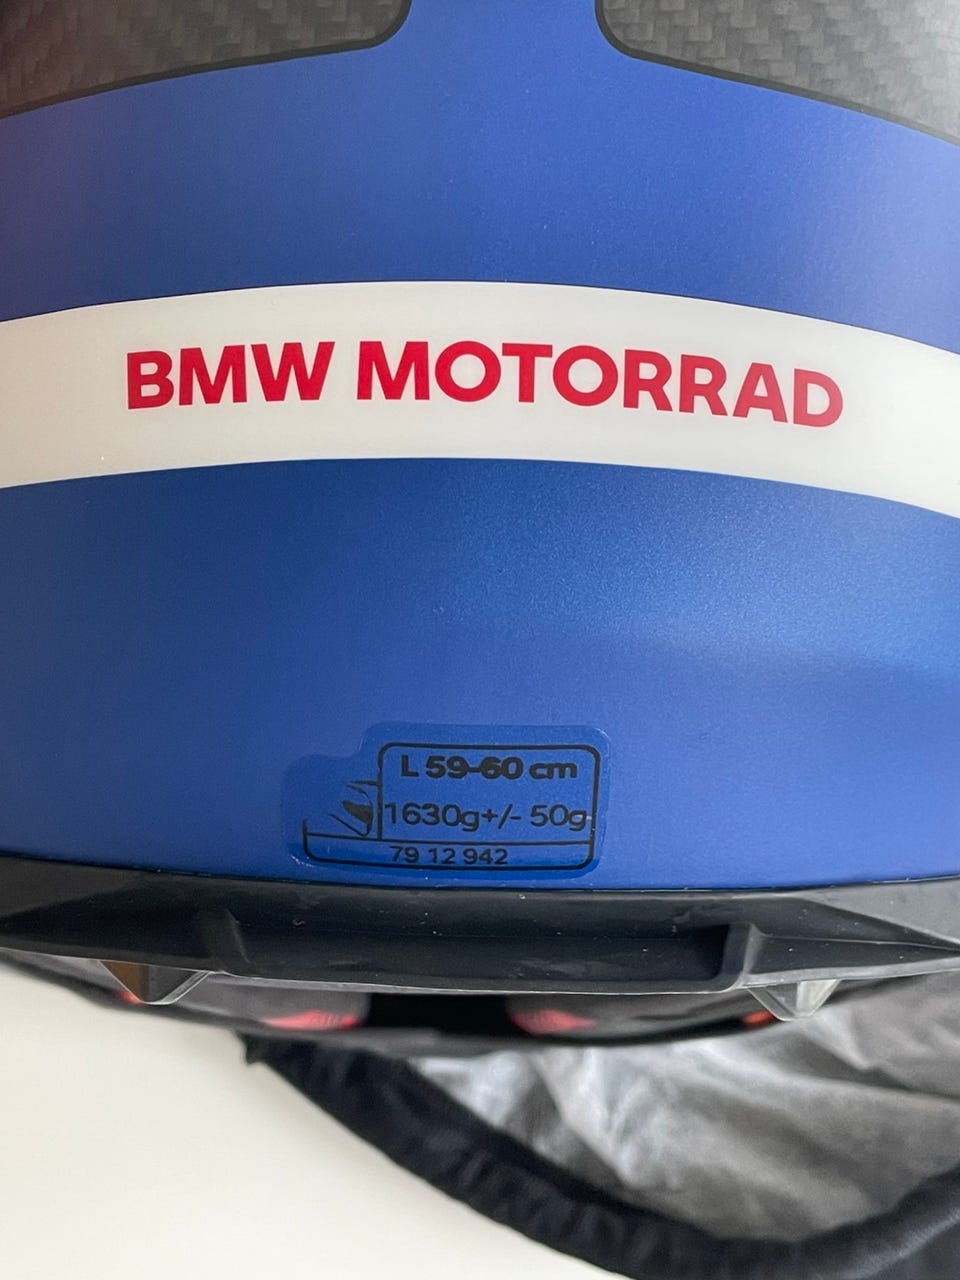 BMW MOTORRAD
L 59-60 cm
1630g+/- 50g
79 12 942